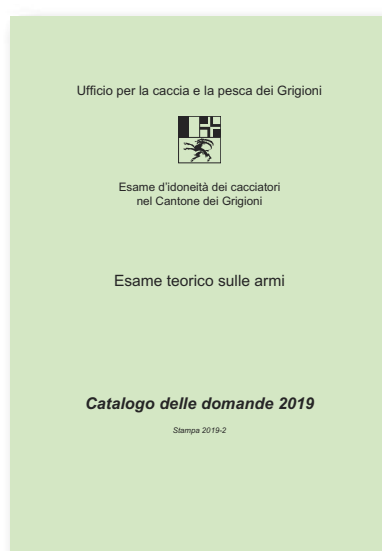 Ufficio per la caccia e la pesca dei Grigioni
Esame d'idoneità dei cacciatori
nel Cantone dei Grigioni
Esame teorico sulle armi
Catalogo delle domande 2019
Stampa 2019-2